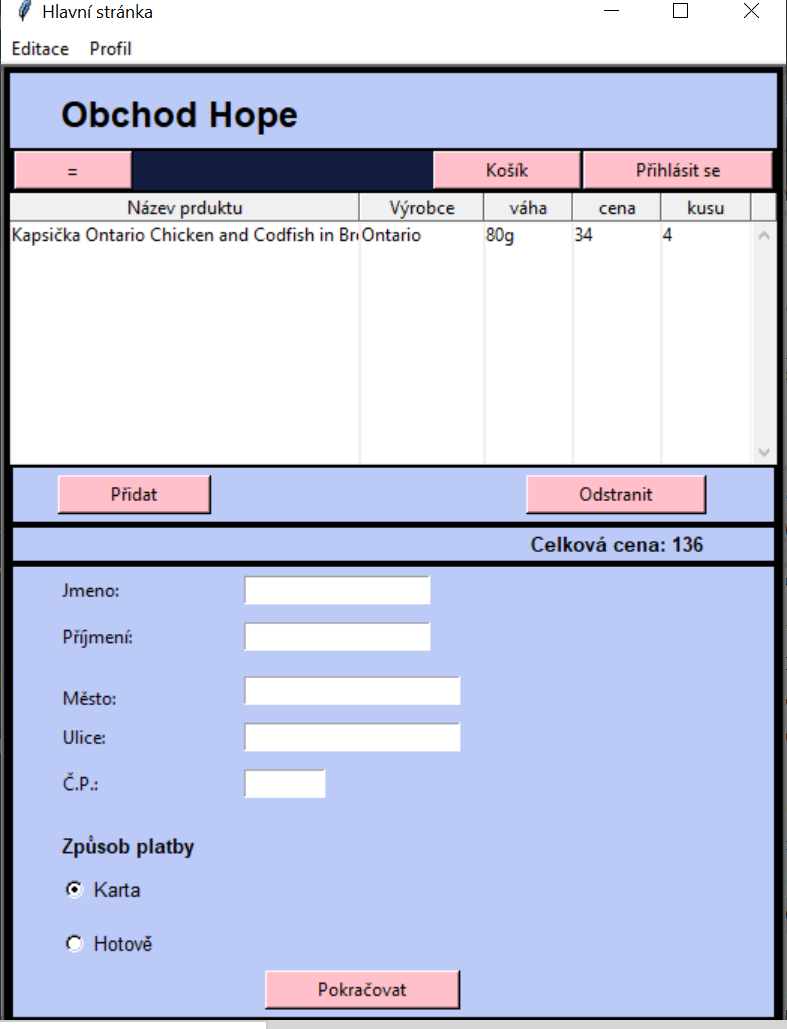 Hlavní stránka
Editace Profil
Obchod Hope
= Košík Přihlásit se
Název prduktu Výrobce váha cena kusu
Kapsička Ontario Chicken and Codfish in Bro Ontario 80g 34 4
Přidat Odstranit
Celková cena: 136
Jmeno:
Příjmení:
Město:
Ulice:
Č.P.:
Způsob platby
Karta
Hotově
Pokračovat